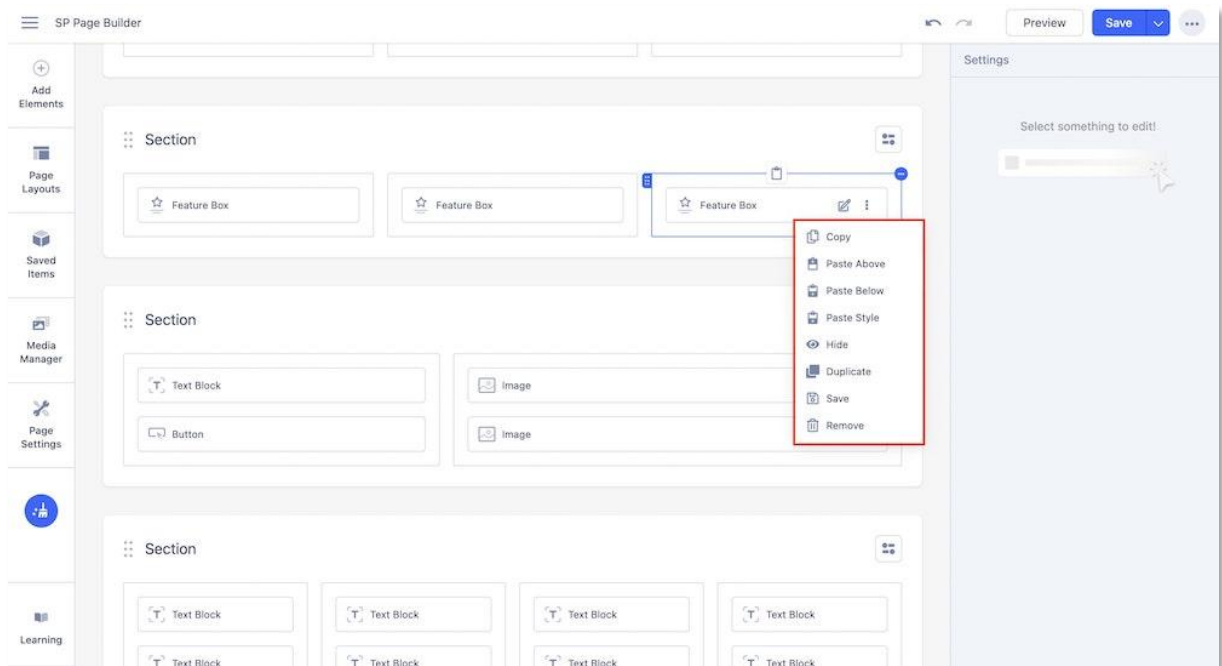 SP Page Builder
Preview
Save
Add
Elements
Page
Layouts
Saved
Items
Media
Manager
Page
Settings
Learning
Section
Feature Box
Feature Box
Feature Box
Copy
Paste Above
Paste Below
Paste Style
Hide
Duplicate
Save
Remove
Section
Text Block
Image
Button
Image
Section
Text Block
Text Block
Text Block
Text Block
Text Block
Text Block
Text Block
Text Block
Settings
Select something to edit!